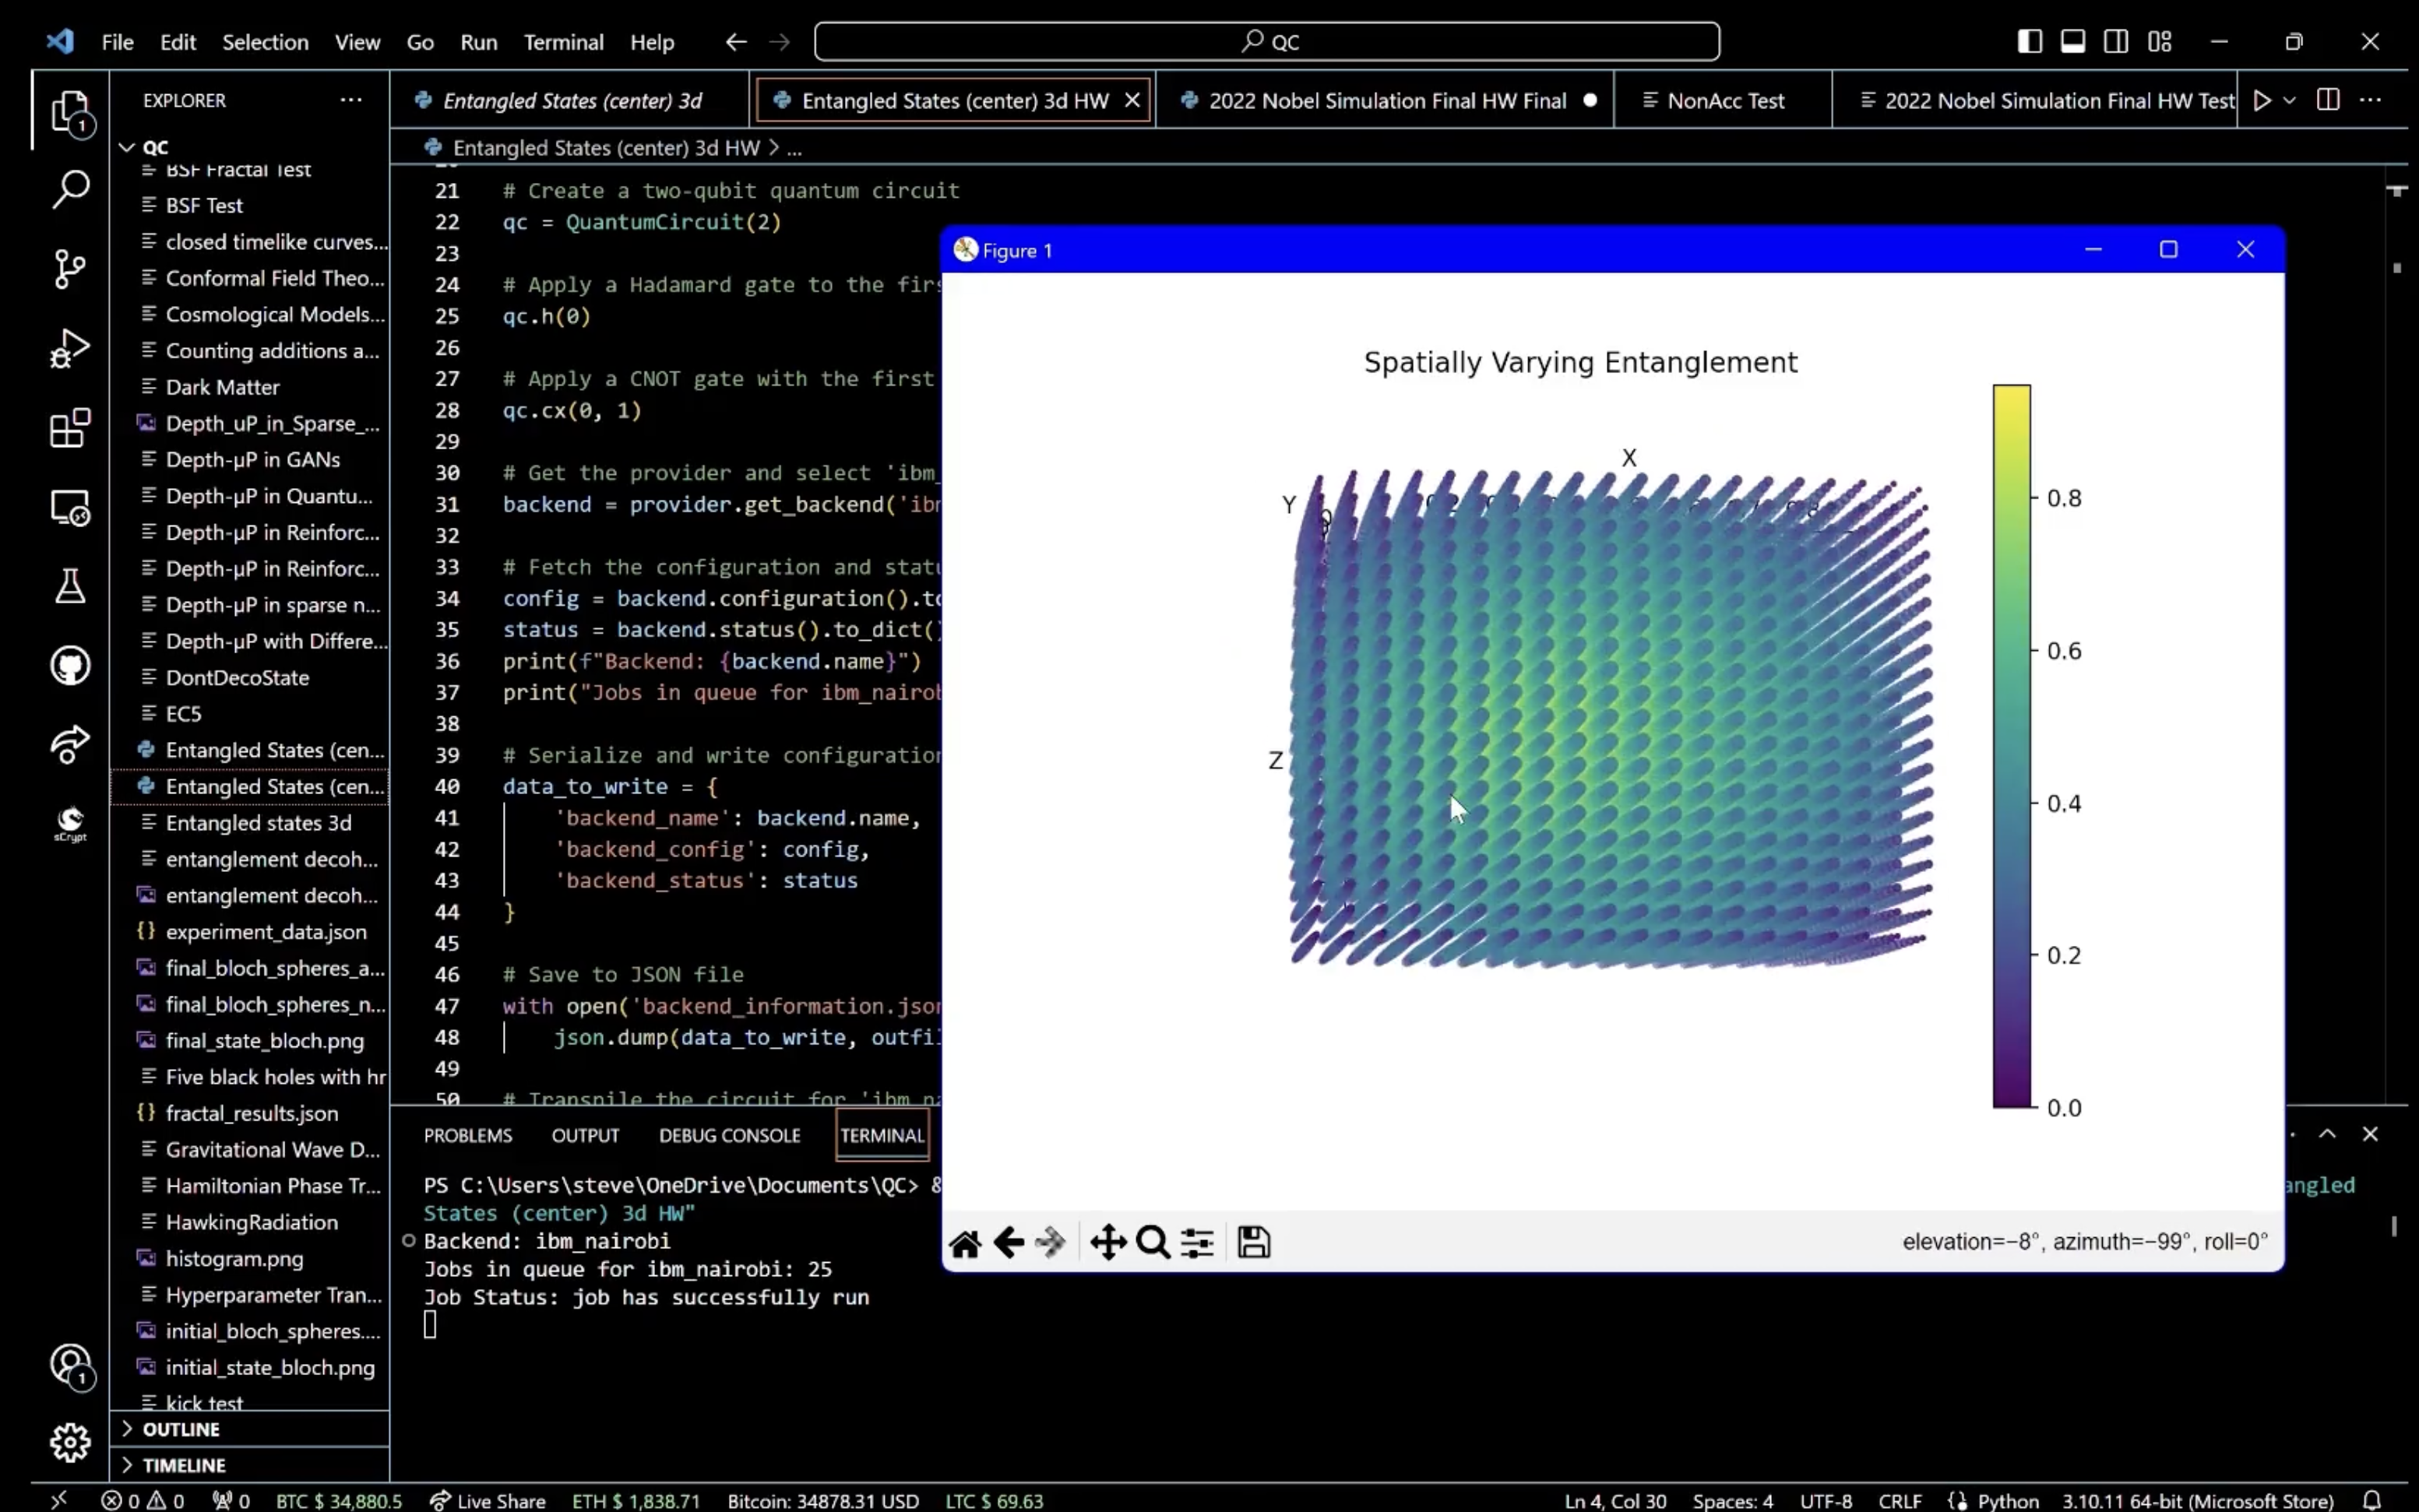 File Edit Selection View Go Run Terminal Help
QC
EXPLORER
Entangled States (center) 3d
Entangled States (center) 3d HW
2022 Nobel Simulation Final HW Final
NonAcc Test
2022 Nobel Simulation Final HW Test
QC
Entangled States (center) 3d HW > ...
BSF Fractal Test
BSF Test
closed timelike curves...
Conformal Field Theo...
Cosmological Models...
Counting additions a...
Dark Matter
Depth_uP_in_Sparse_...
Depth-μP in GANs
Depth-μP in Quantu...
Depth-μP in Reinforc...
Depth-μP in Reinforc...
Depth-μP in sparse n...
Depth-μP with Differe...
DontDecoState
EC5
Entangled States (cen...
Entangled States (cen...
Entangled states 3d
entanglement decoh...
entanglement decoh...
experiment_data.json
final_bloch_spheres_a...
final_bloch_spheres_n...
final_state_bloch.png
Five black holes with hr
fractal_results.json
Gravitational Wave D...
Hamiltonian Phase Tr...
HawkingRadiation
histogram.png
Hyperparameter Tran...
initial_bloch_spheres....
initial_state_bloch.png
kick test
OUTLINE
TIMELINE
1
1
sCrypt
21 # Create a two-qubit quantum circuit
22 qc = QuantumCircuit(2)
23
24 # Apply a Hadamard gate to the firs
25 qc.h(0)
26
27 # Apply a CNOT gate with the first
28 qc.cx(0, 1)
29
30 # Get the provider and select 'ibm_
31 backend = provider.get_backend('ibm
32
33 # Fetch the configuration and statu
34 config = backend.configuration().to
35 status = backend.status().to_dict()
36 print(f"Backend: {backend.name}")
37 print("Jobs in queue for ibm_nairob
38
39 # Serialize and write configuration
40 data_to_write = {
41 'backend_name': backend.name,
42 'backend_config': config,
43 'backend_status': status
44 }
45
46 # Save to JSON file
47 with open('backend_information.json
48 json.dump(data_to_write, outfil
49
50 # Transpile the circuit for 'ibm_na
Figure 1
Spatially Varying Entanglement
X
Y
Z
0.8
0.6
0.4
0.2
0.0
elevation=−8°, azimuth=−99°, roll=0°
PROBLEMS OUTPUT DEBUG CONSOLE TERMINAL
PS C:\Users\steve\OneDrive\Documents\QC> &
angled
States (center) 3d HW"
Backend: ibm_nairobi
Jobs in queue for ibm_nairobi: 25
Job Status: job has successfully run
0 0 0 BTC $ 34,880.5 Live Share ETH $ 1,838.71 Bitcoin: 34878.31 USD LTC $ 69.63 Ln 4, Col 30 Spaces: 4 UTF-8 CRLF Python 3.10.11 64-bit (Microsoft Store)